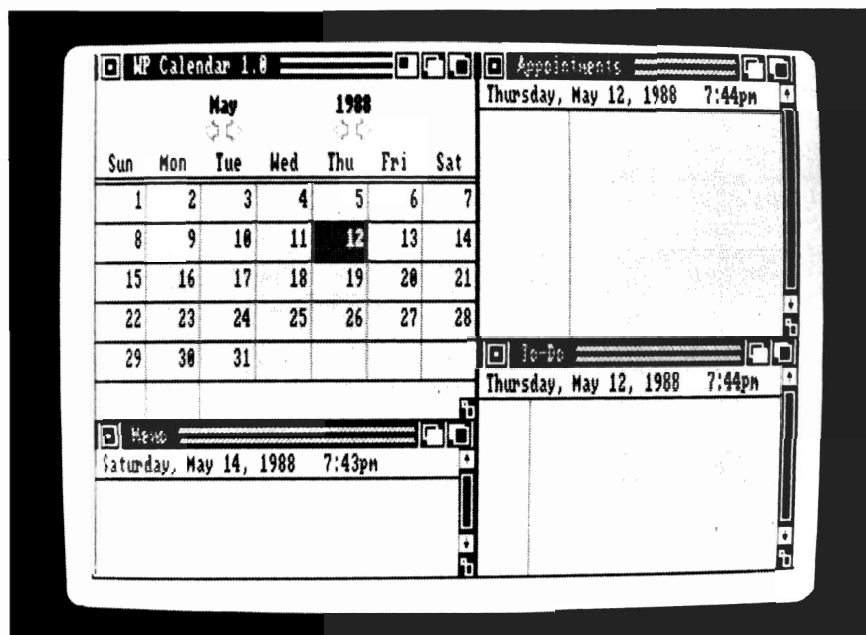 WP Calendar 1.0
May 1988
Sun Mon Tue Wed Thu Fri Sat
1 2 3 4 5 6 7
8 9 10 11 12 13 14
15 16 17 18 19 20 21
22 23 24 25 26 27 28
29 30 31
Memo
Saturday, May 14, 1988 7:43pm
Appointments
Thursday, May 12, 1988 7:44pm
To-Do
Thursday, May 12, 1988 7:44pm